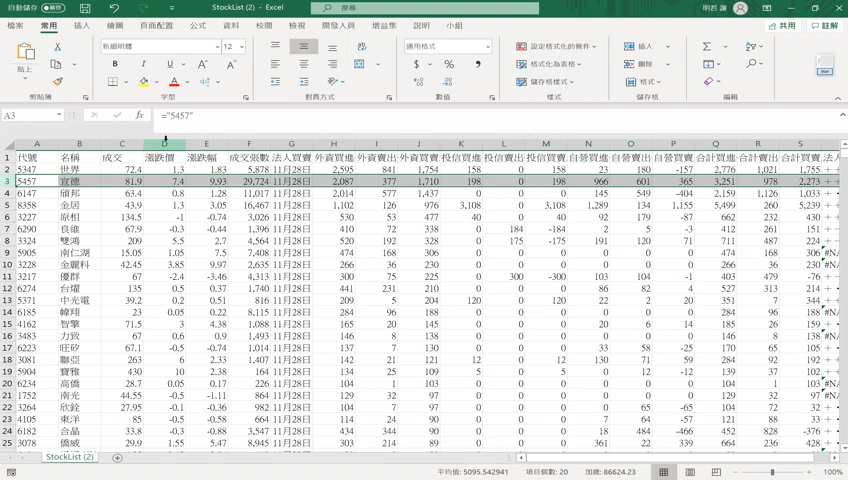 自動儲存 關閉 StockList (2) - Excel 搜尋 明若 謝
檔案 常用 插入 繪圖 頁面配置 公式 資料 校閱 檢視 開發人員 增益集 說明 小組 共用 註解
新細明體 12 通用格式 設定格式化的條件 插入
貼上 B I U $ % 格式化為表格 刪除
儲存格樣式 格式
剪貼簿 字型 對齊方式 數值 樣式 儲存格 編輯
A3 fx ="5457"
A B C D E F G H I J K L M N O P Q R S
1 代號 名稱 成交 漲跌價 漲跌幅 成交張數 法人買賣 外資買進 外資賣出 外資買賣 投信買進 投信賣出 投信買賣 自營買進 自營賣出 自營買賣 合計買進 合計賣出 合計買賣
2 5347 世界 72.4 1.3 1.83 5,878 11月28日 2,595 841 1,754 158 0 158 23 180 -157 2,776 1,021 1,755
3 5457 宣德 81.9 7.4 9.93 29,724 11月28日 2,087 377 1,710 198 0 198 966 601 365 3,251 978 2,273
4 6147 頎邦 63.4 0.8 1.28 11,017 11月28日 2,014 577 1,437 0 0 0 145 549 -404 2,159 1,126 1,033
5 8358 金居 43.9 1.3 3.05 16,467 11月28日 1,102 126 976 3,108 0 3,108 1,289 134 1,155 5,499 260 5,239
6 3227 原相 134.5 -1 -0.74 3,026 11月28日 530 53 477 40 0 40 92 179 -87 662 232 430
7 6290 良維 67.9 -0.3 -0.44 1,396 11月28日 410 72 338 0 184 -184 2 5 -3 412 261 151
8 3324 雙鴻 209 5.5 2.7 4,564 11月28日 520 192 328 0 175 -175 191 120 71 711 487 224
9 5905 南仁湖 15.05 1.05 7.5 7,408 11月28日 474 168 306 0 0 0 0 0 0 474 168 306
10 3228 金麗科 42.45 3.85 9.97 2,635 11月28日 266 36 230 0 0 0 0 0 0 266 36 230
11 3217 優群 67 -2.4 -3.46 4,313 11月28日 300 75 225 0 300 -300 103 104 -1 403 479 -76
12 6274 台燿 135 0.5 0.37 1,740 11月28日 441 231 210 0 0 0 86 82 4 527 313 214
13 5371 中光電 39.2 0.2 0.51 816 11月28日 209 5 204 120 0 120 22 2 20 351 7 344
14 6185 幃翔 23 0.05 0.22 8,115 11月28日 284 96 188 0 0 0 0 0 0 284 96 188
15 4162 智擎 71.5 3 4.38 1,088 11月28日 165 20 145 0 0 0 20 6 14 185 26 159
16 3483 力致 67 0.6 0.9 1,493 11月28日 146 8 138 0 0 0 0 0 0 146 8 138
17 6223 旺矽 67.1 -0.5 -0.74 1,014 11月28日 137 7 130 0 0 0 33 58 -25 170 65 105
18 3081 聯亞 263 6 2.33 1,407 11月28日 142 21 121 12 0 12 130 71 59 284 92 192
19 5904 寶雅 430 10 2.38 164 11月28日 134 25 109 5 0 5 0 12 -12 139 37 102
20 6234 高僑 28.7 0.05 0.17 226 11月28日 104 1 103 0 0 0 0 0 0 104 1 103
21 1752 南光 44.55 -0.5 -1.11 864 11月28日 129 32 97 0 0 0 0 0 0 129 32 97
22 3264 欣銓 27.95 -0.1 -0.36 982 11月28日 104 7 97 0 0 0 0 65 -65 104 72 32
23 4105 東洋 85 -0.5 -0.58 644 11月28日 114 24 90 0 0 0 7 64 -57 121 88 33
24 6182 合晶 33.8 -0.3 -0.88 3,547 11月28日 434 344 90 0 0 0 18 484 -466 452 828 -376
25 3078 僑威 29.9 1.55 5.47 8,945 11月28日 303 214 89 0 0 0 361 22 339 664 236 428
StockList (2)
平均值: 5095.542941 項目個數: 20 加總: 86624.23 100%